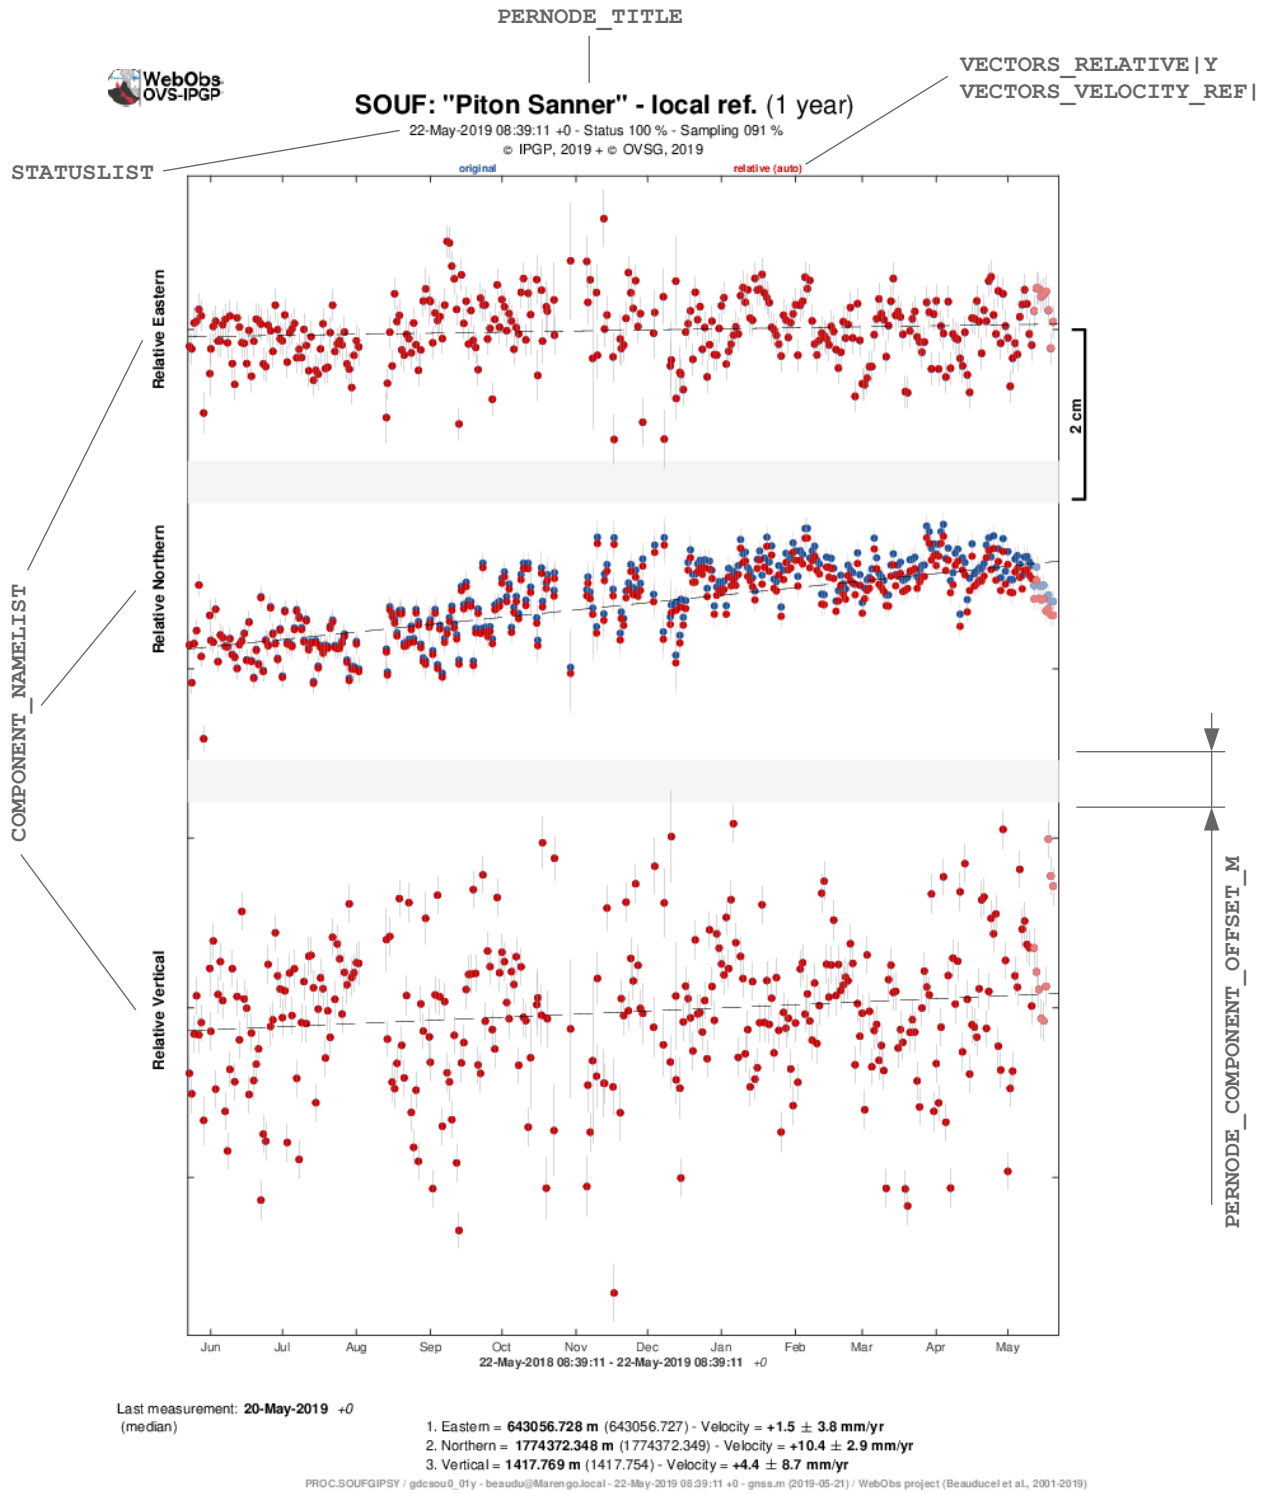 PERNODE_TITLE
VECTORS_RELATIVE|Y
VECTORS_VELOCITY_REF|
WebObs
OVS-IPGP
SOUF: "Piton Sanner" - local ref. (1 year)
22-May-2019 08:39:11 +0 - Status 100 % - Sampling 091 %
© IPGP, 2019 + © OVSG, 2019
STATUSLIST
original
relative (auto)
Relative Eastern
2 cm
Relative Northern
COMPONENT_NAMELIST
Relative Vertical
PERNODE_COMPONENT_OFFSET_M
Jun Jul Aug Sep Oct Nov Dec Jan Feb Mar Apr May
22-May-2018 08:39:11 - 22-May-2019 08:39:11 +0
Last measurement: 20-May-2019 +0
(median)
1. Eastern = 643056.728 m (643056.727) - Velocity = +1.5 ± 3.8 mm/yr
2. Northern = 1774372.348 m (1774372.349) - Velocity = +10.4 ± 2.9 mm/yr
3. Vertical = 1417.769 m (1417.754) - Velocity = +4.4 ± 8.7 mm/yr
PROC.SOUFGIPSY / gdcsou0_01y - beaudu@Marengo.local - 22-May-2019 08:39:11 +0 - gnss.m (2019-05-21) / WebObs project (Beauducel et al., 2001-2019)